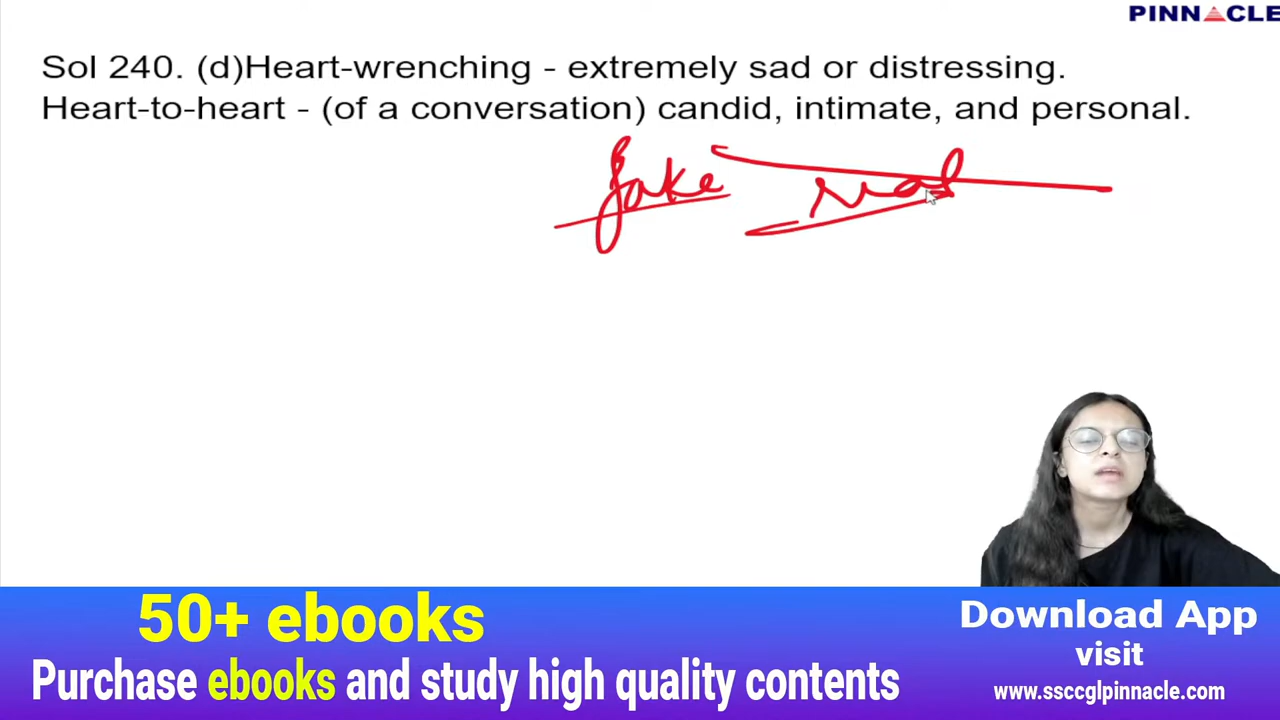 PINNACLE
Sol 240. (d)Heart-wrenching - extremely sad or distressing.
Heart-to-heart - (of a conversation) candid, intimate, and personal.
fake real
50+ ebooks
Purchase ebooks and study high quality contents
Download App
visit
www.ssccglpinnacle.com